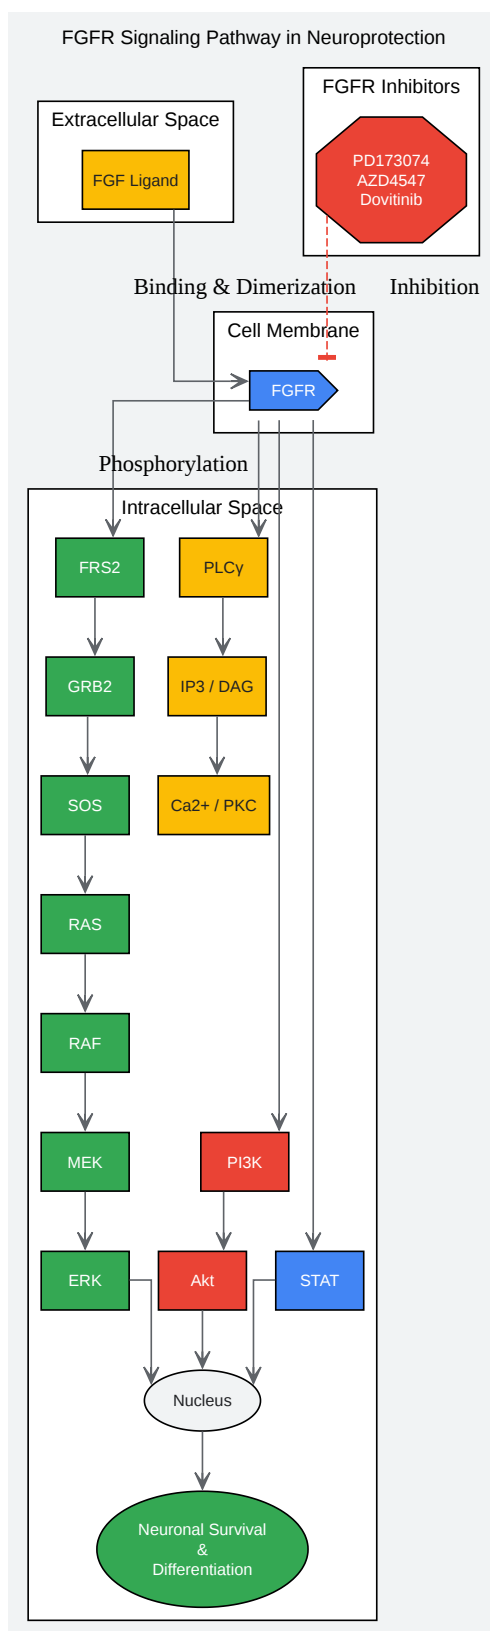 FGFR Signaling Pathway in Neuroprotection
FGFR Inhibitors
Extracellular Space
PD173074
AZD4547
Dovitinib
FGF Ligand
Binding & Dimerization
Inhibition
Cell Membrane
FGFR
Phosphorylation
Intracellular Space
FRS2
PLCγ
GRB2
IP3 / DAG
SOS
Ca2+ / PKC
RAS
RAF
MEK
PI3K
ERK
Akt
STAT
Nucleus
Neuronal Survival
&
Differentiation